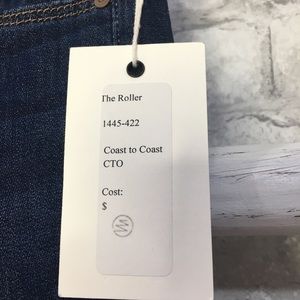 The Roller
1445-422
Coast to Coast
CTO
Cost:
$